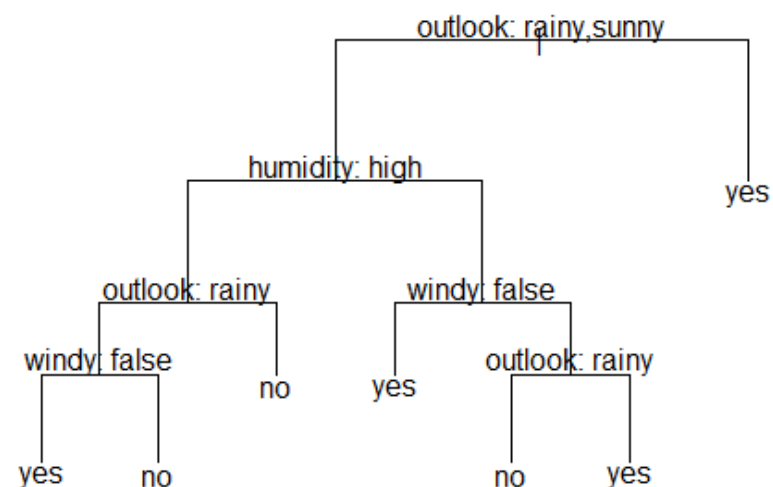 outlook: rainy,sunny
humidity: high
yes
outlook: rainy
windy: false
windy: false
no
yes
outlook: rainy
yes
no
no
yes